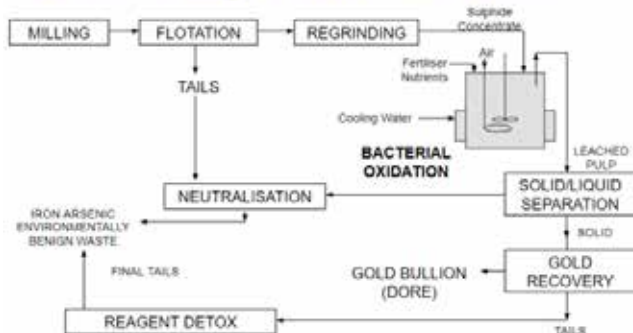 MILLING
FLOTATION
REGRINDING
Sulphide
Concentrate
Air
Fertiliser
Nutrients
TAILS
Cooling Water
BACTERIAL
OXIDATION
LEACHED
PULP
NEUTRALISATION
SOLID/LIQUID
SEPARATION
IRON ARSENIC
ENVIRONMENTALLY
BENIGN WASTE
SOLID
FINAL TAILS
GOLD BULLION
(DORE)
GOLD
RECOVERY
REAGENT DETOX
TAILS